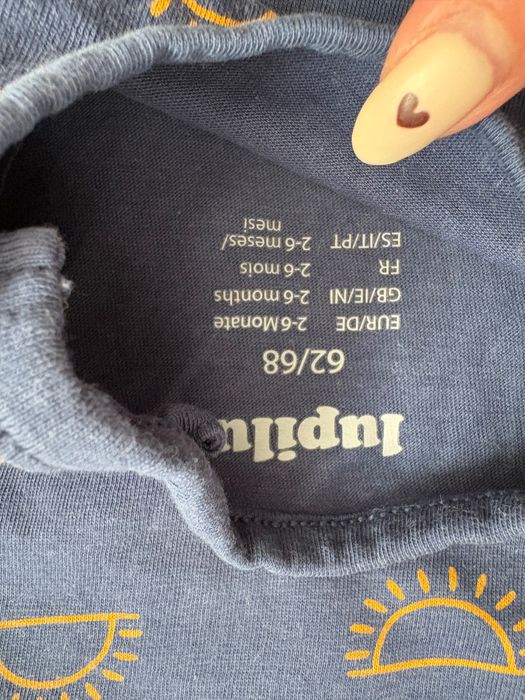 lupilu
62/68
EUR/DE 2-6 Monate
GB/IE/NI 2-6 months
FR 2-6 mois
ES/IT/PT 2-6 meses/
mesi